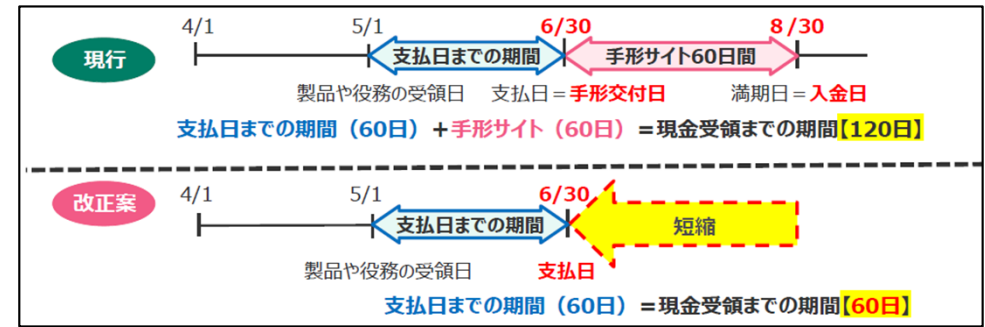 4/1 5/1 6/30 8/30
現行 支払日までの期間 手形サイト60日間
製品や役務の受領日 支払日＝手形交付日 満期日＝入金日
支払日までの期間（60日）＋手形サイト（60日）＝現金受領までの期間【120日】
4/1 5/1 6/30
改正案 支払日までの期間 短縮
製品や役務の受領日 支払日
支払日までの期間（60日）＝現金受領までの期間【60日】